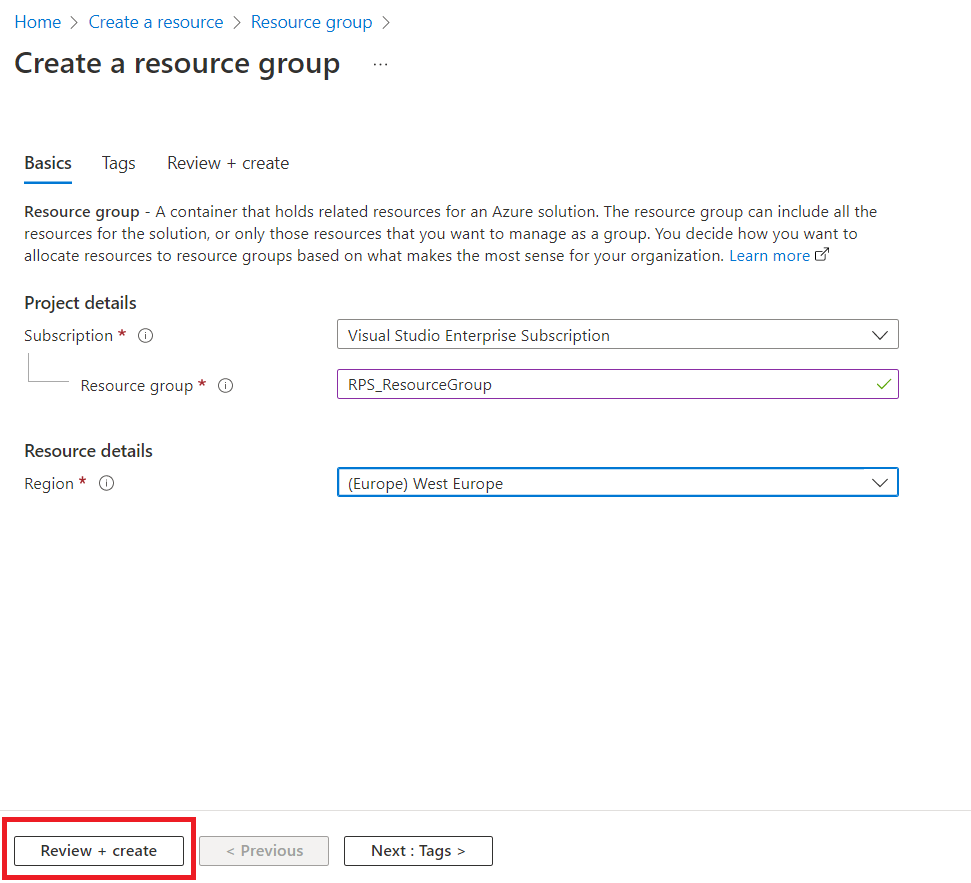 Home > Create a resource > Resource group >
Create a resource group ...
Basics Tags Review + create
Resource group - A container that holds related resources for an Azure solution. The resource group can include all the
resources for the solution, or only those resources that you want to manage as a group. You decide how you want to
allocate resources to resource groups based on what makes the most sense for your organization. Learn more
Project details
Subscription * Visual Studio Enterprise Subscription
Resource group * RPS_ResourceGroup
Resource details
Region * (Europe) West Europe
Review + create < Previous Next : Tags >